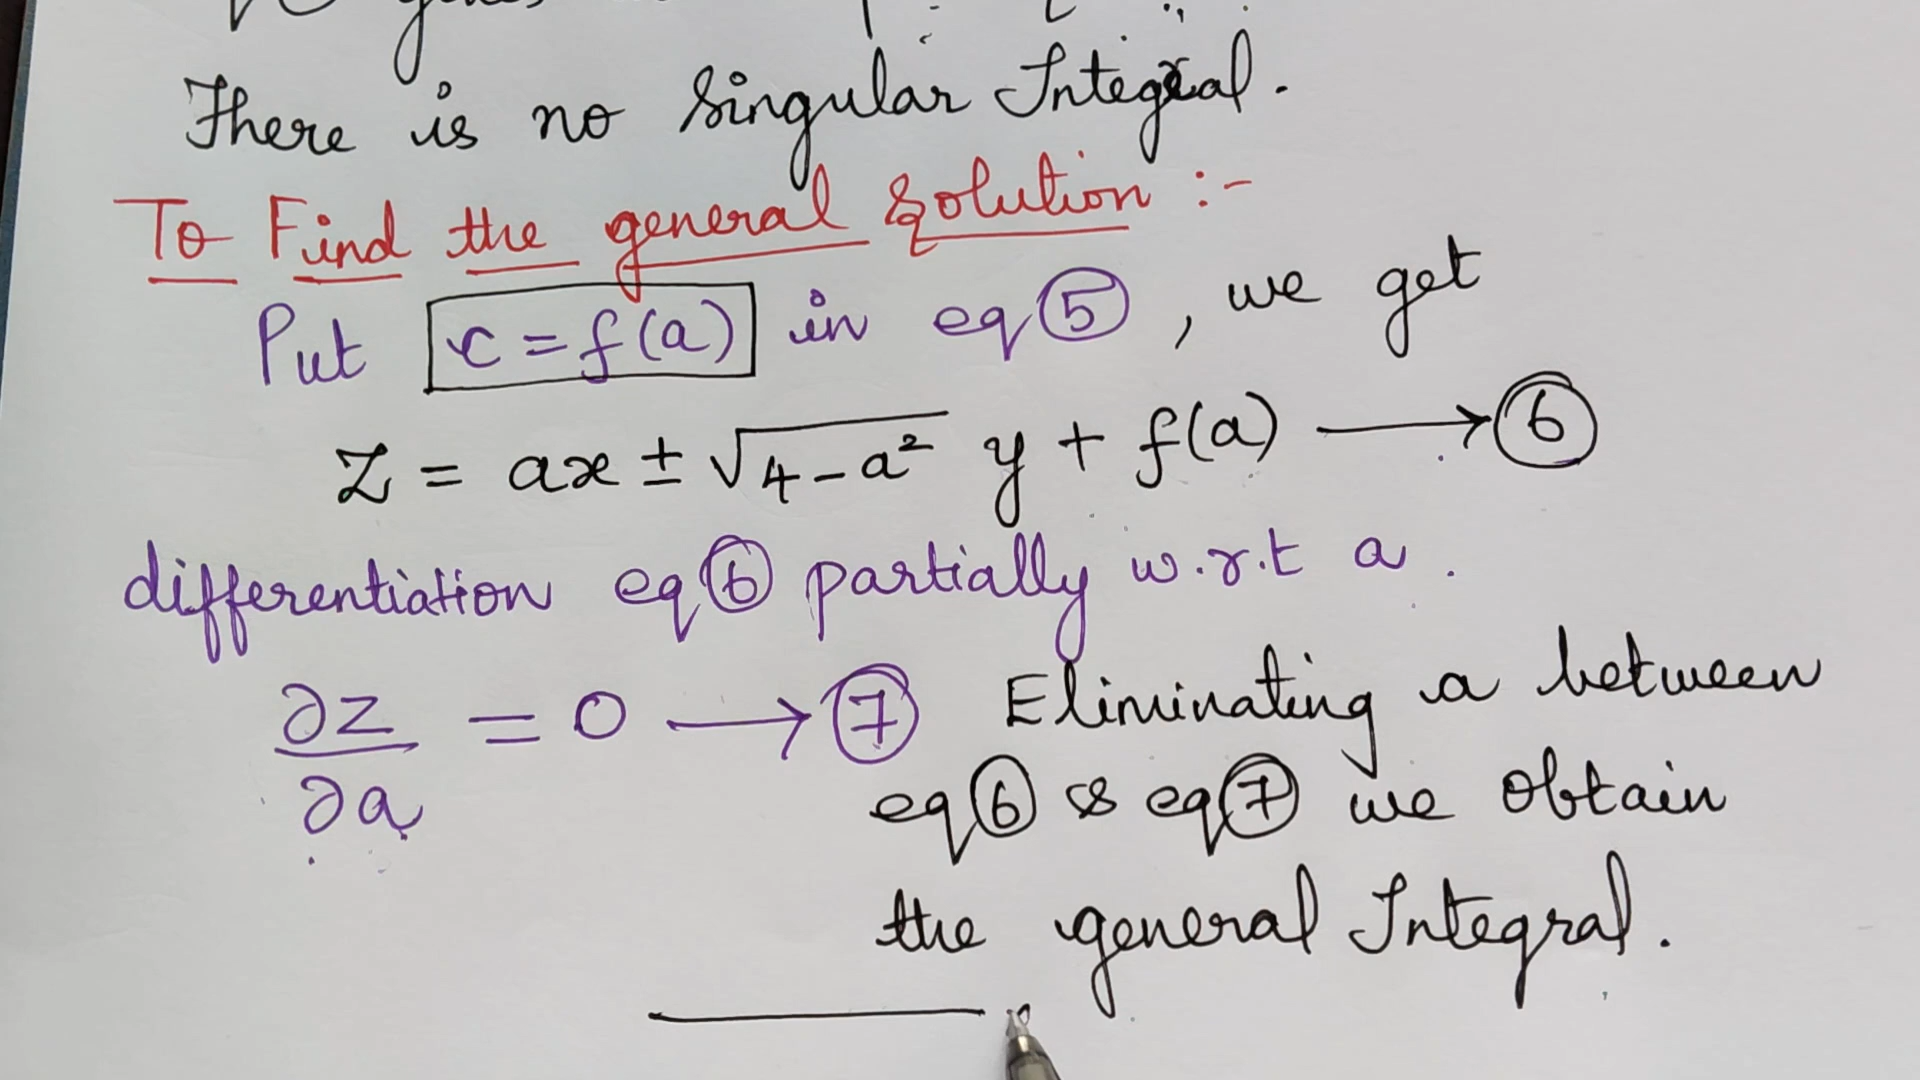 There is no Singular Integral.
To Find the general Solution :-
Put c = f(a) in eq ⑤, we get
Z = ax ± √4-a² y + f(a) ⟶ ⑥
differentiation eq ⑥ partially w.r.t a.
∂z/∂a = 0 ⟶ ⑦
Eliminating a between
eq ⑥ & eq ⑦ we obtain
the general Integral.